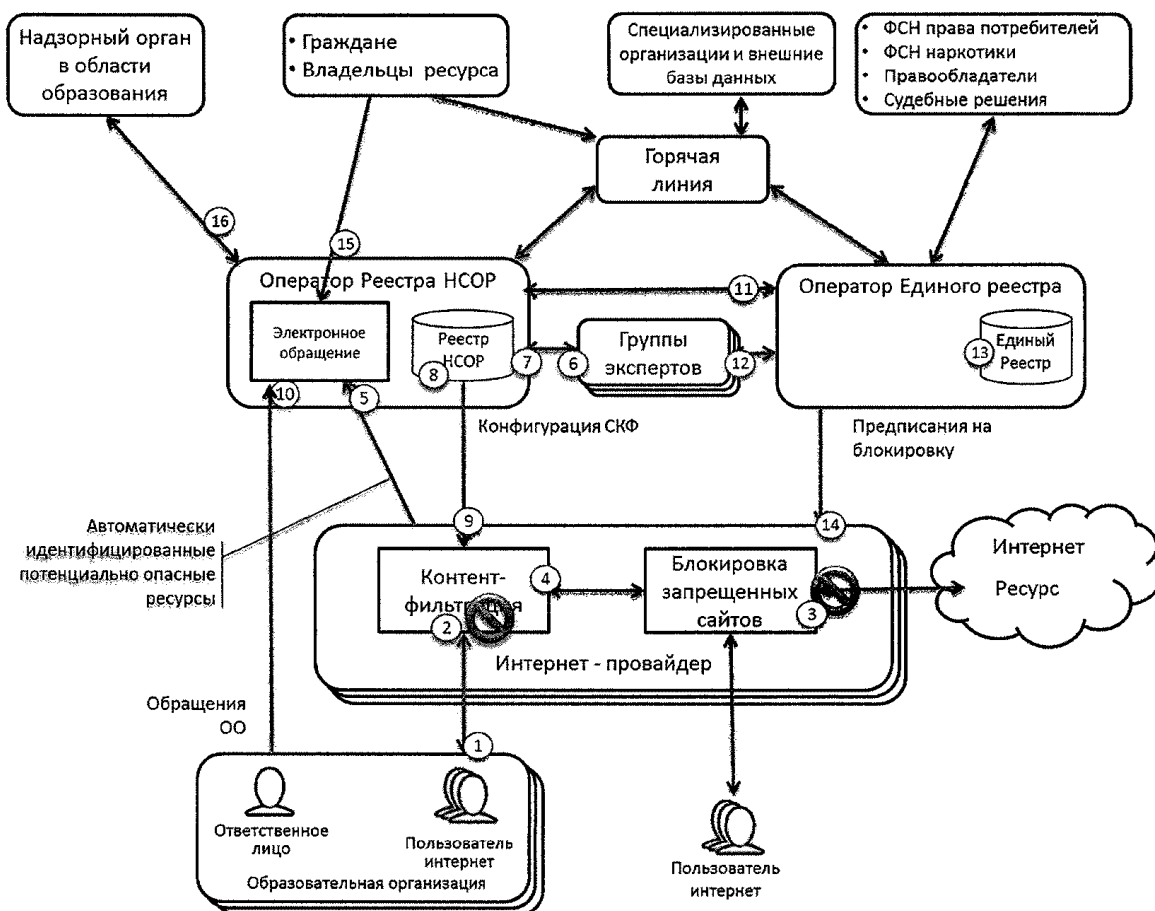 Надзорный орган
в области
образования
• Граждане
• Владельцы ресурса
Специализированные
организации и внешние
базы данных
• ФСН права потребителей
• ФСН наркотики
• Правообладатели
• Судебные решения
Горячая
линия
16
15
Оператор Реестра НСОР
Электронное
обращение
Реестр
НСОР
8
10
5
7
6
Группы
экспертов
11
12
Оператор Единого реестра
13
Единый
Реестр
Конфигурация СКФ
Предписания на
блокировку
Автоматически
идентифицированные
потенциально опасные
ресурсы
9
14
Контент-
фильтрация
2
4
Блокировка
запрещенных
сайтов
3
Интернет
Ресурс
Интернет - провайдер
Обращения
ОО
1
Ответственное
лицо
Пользователь
интернет
Образовательная организация
Пользователь
интернет